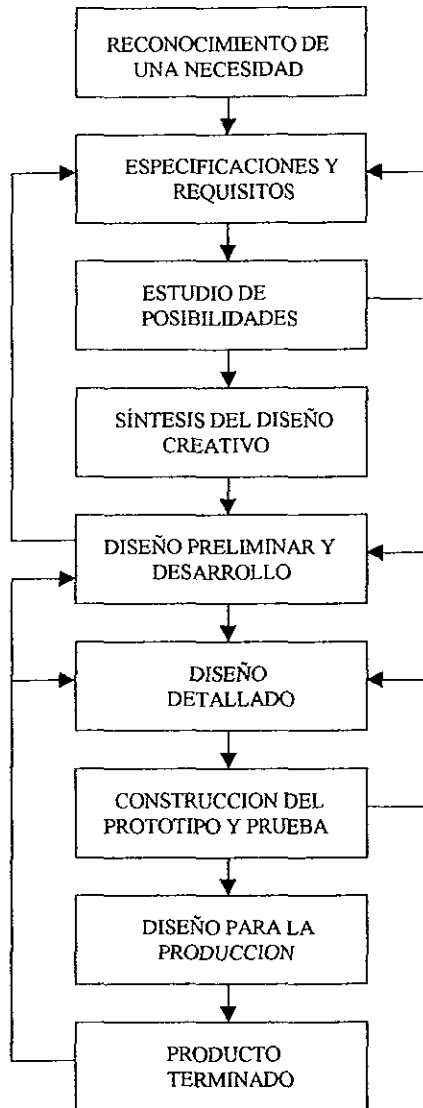 RECONOCIMIENTO DE
UNA NECESIDAD
ESPECIFICACIONES Y
REQUISITOS
ESTUDIO DE
POSIBILIDADES
SÍNTESIS DEL DISEÑO
CREATIVO
DISEÑO PRELIMINAR Y
DESARROLLO
DISEÑO
DETALLADO
CONSTRUCCION DEL
PROTOTIPO Y PRUEBA
DISEÑO PARA LA
PRODUCCION
PRODUCTO
TERMINADO